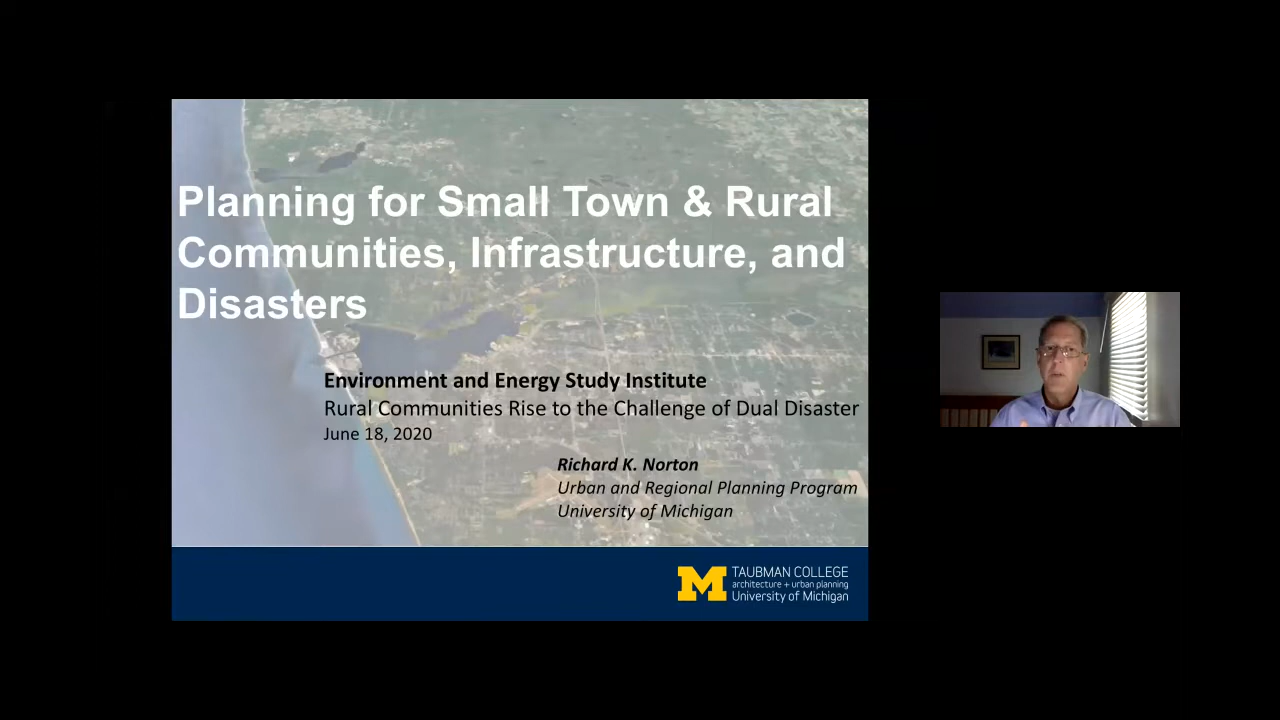 Planning for Small Town & Rural
Communities, Infrastructure, and
Disasters
Environment and Energy Study Institute
Rural Communities Rise to the Challenge of Dual Disaster
June 18, 2020
Richard K. Norton
Urban and Regional Planning Program
University of Michigan
M
TAUBMAN COLLEGE
architecture + urban planning
University of Michigan